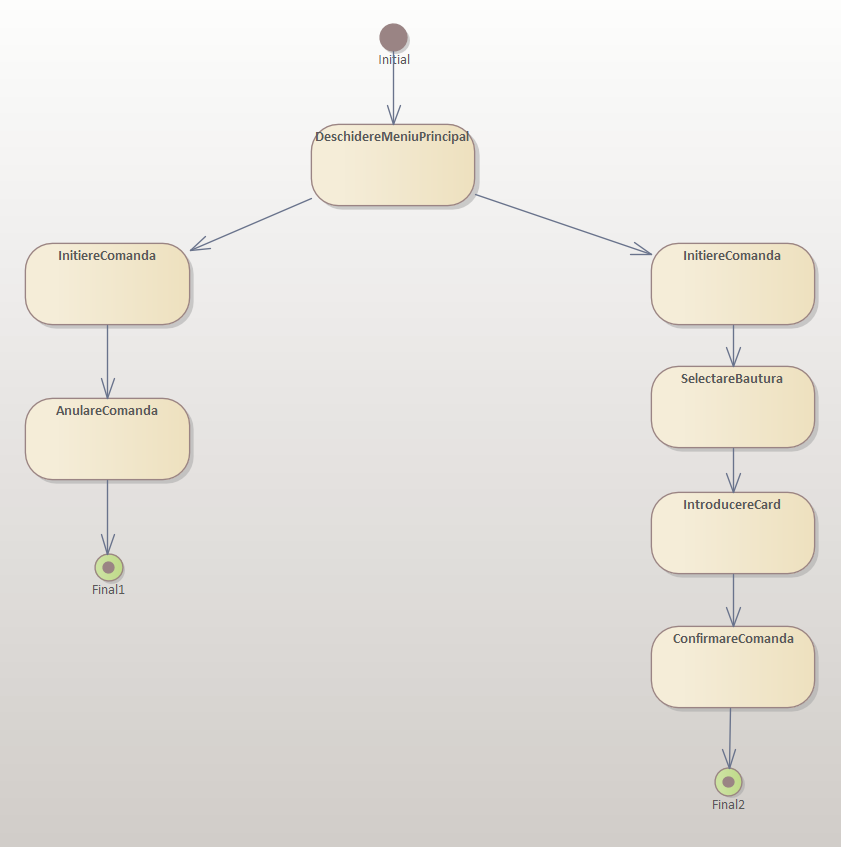 Initial
DeschidereMeniuPrincipal
InitiereComanda
InitiereComanda
SelectareBautura
AnulareComanda
IntroducereCard
Final1
ConfirmareComanda
Final2